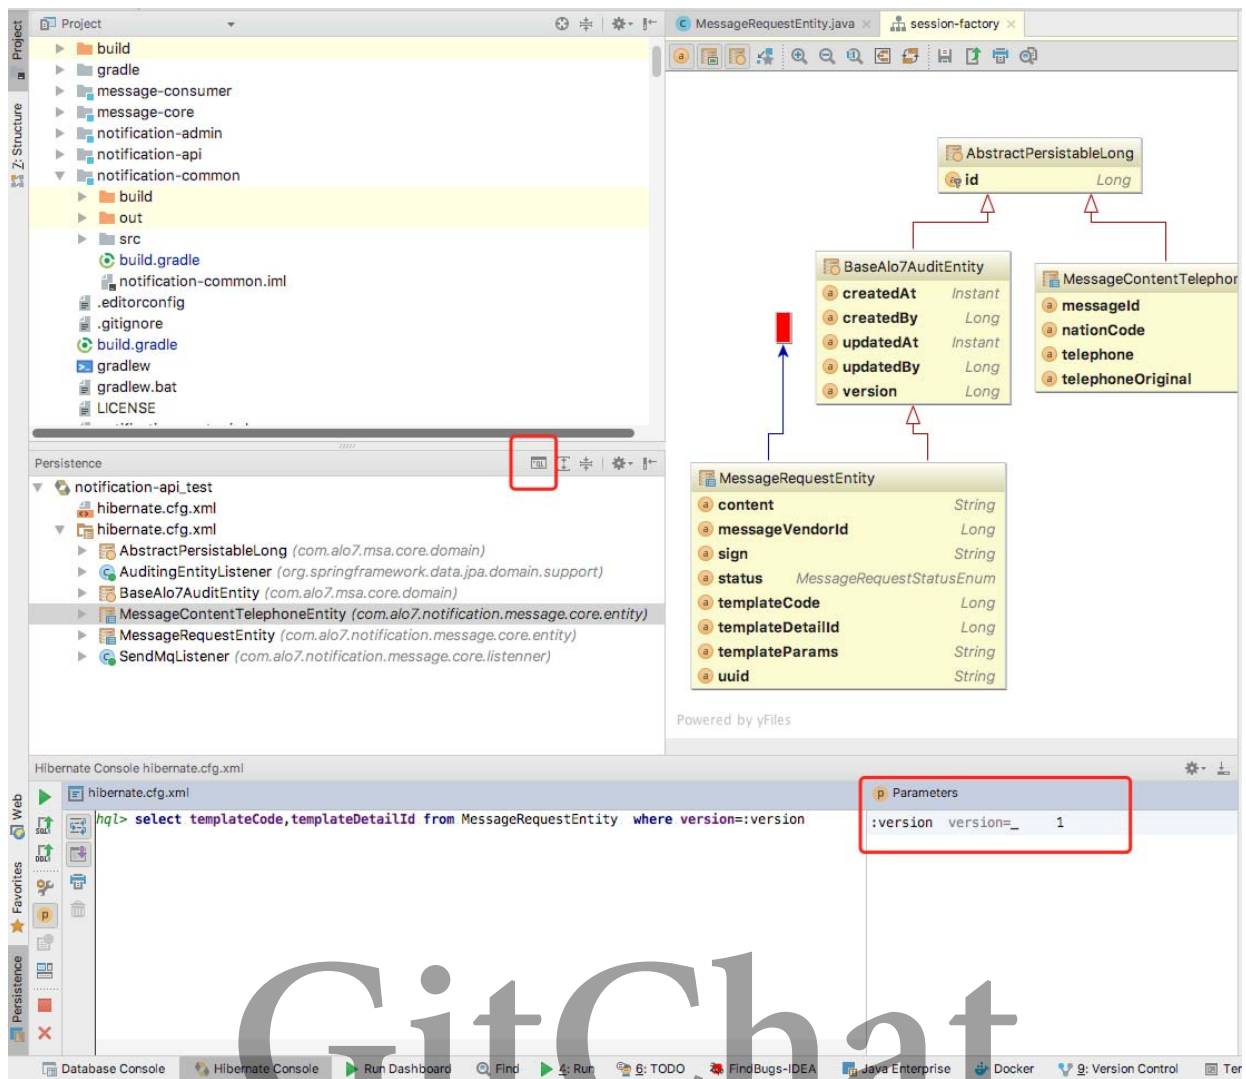 Project
MessageRequestEntity.java
session-factory
Project
Z: Structure
build
gradle
message-consumer
message-core
notification-admin
notification-api
notification-common
build
out
src
build.gradle
notification-common.iml
.editorconfig
.gitignore
build.gradle
gradlew
gradlew.bat
LICENSE
AbstractPersistableLong
id Long
BaseAlo7AuditEntity
createdAt Instant
createdBy Long
updatedAt Instant
updatedBy Long
version Long
MessageContentTelephon
messageId
nationCode
telephone
telephoneOriginal
MessageRequestEntity
content String
messageVendorId Long
sign String
status MessageRequestStatusEnum
templateCode Long
templateDetailId Long
templateParams String
uuid String
Powered by yFiles
Persistence
notification-api_test
hibernate.cfg.xml
hibernate.cfg.xml
AbstractPersistableLong (com.alo7.msa.core.domain)
AuditingEntityListener (org.springframework.data.jpa.domain.support)
BaseAlo7AuditEntity (com.alo7.msa.core.domain)
MessageContentTelephoneEntity (com.alo7.notification.message.core.entity)
MessageRequestEntity (com.alo7.notification.message.core.entity)
SendMqListener (com.alo7.notification.message.core.listenner)
Hibernate Console hibernate.cfg.xml
hibernate.cfg.xml
Parameters
hql> select templateCode,templateDetailId from MessageRequestEntity where version=:version
:version version=_ 1
Web
Favorites
Persistence
GitChat
Database Console
Hibernate Console
Run Dashboard
Find
4: Run
6: TODO
FindBugs-IDEA
Java Enterprise
Docker
9: Version Control
Ter